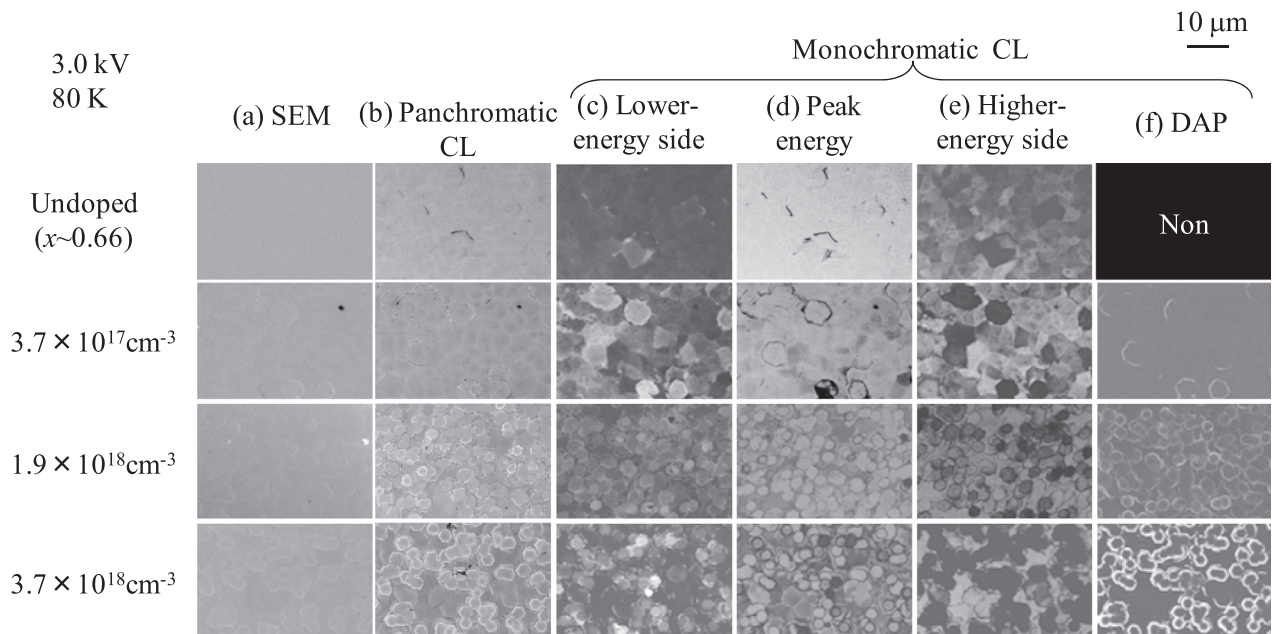 10 μm
Monochromatic CL
3.0 kV
80 K
(a) SEM
(b) Panchromatic
CL
(c) Lower-
energy side
(d) Peak
energy
(e) Higher-
energy side
(f) DAP
Undoped
(x~0.66)
Non
3.7 × 10¹⁷cm⁻³
1.9 × 10¹⁸cm⁻³
3.7 × 10¹⁸cm⁻³